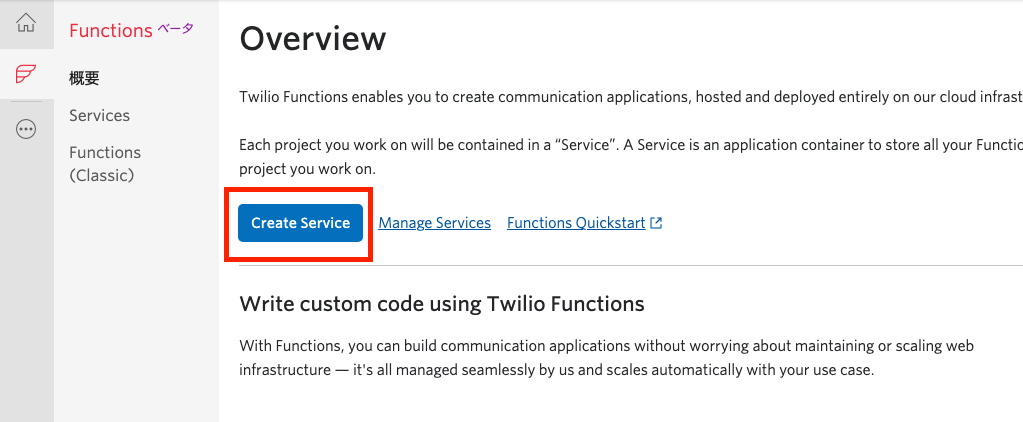 Functions ベータ
概要
Services
Functions
(Classic)
Overview
Twilio Functions enables you to create communication applications, hosted and deployed entirely on our cloud infrast
Each project you work on will be contained in a “Service”. A Service is an application container to store all your Functio
project you work on.
Create Service Manage Services Functions Quickstart
Write custom code using Twilio Functions
With Functions, you can build communication applications without worrying about maintaining or scaling web
infrastructure — it's all managed seamlessly by us and scales automatically with your use case.